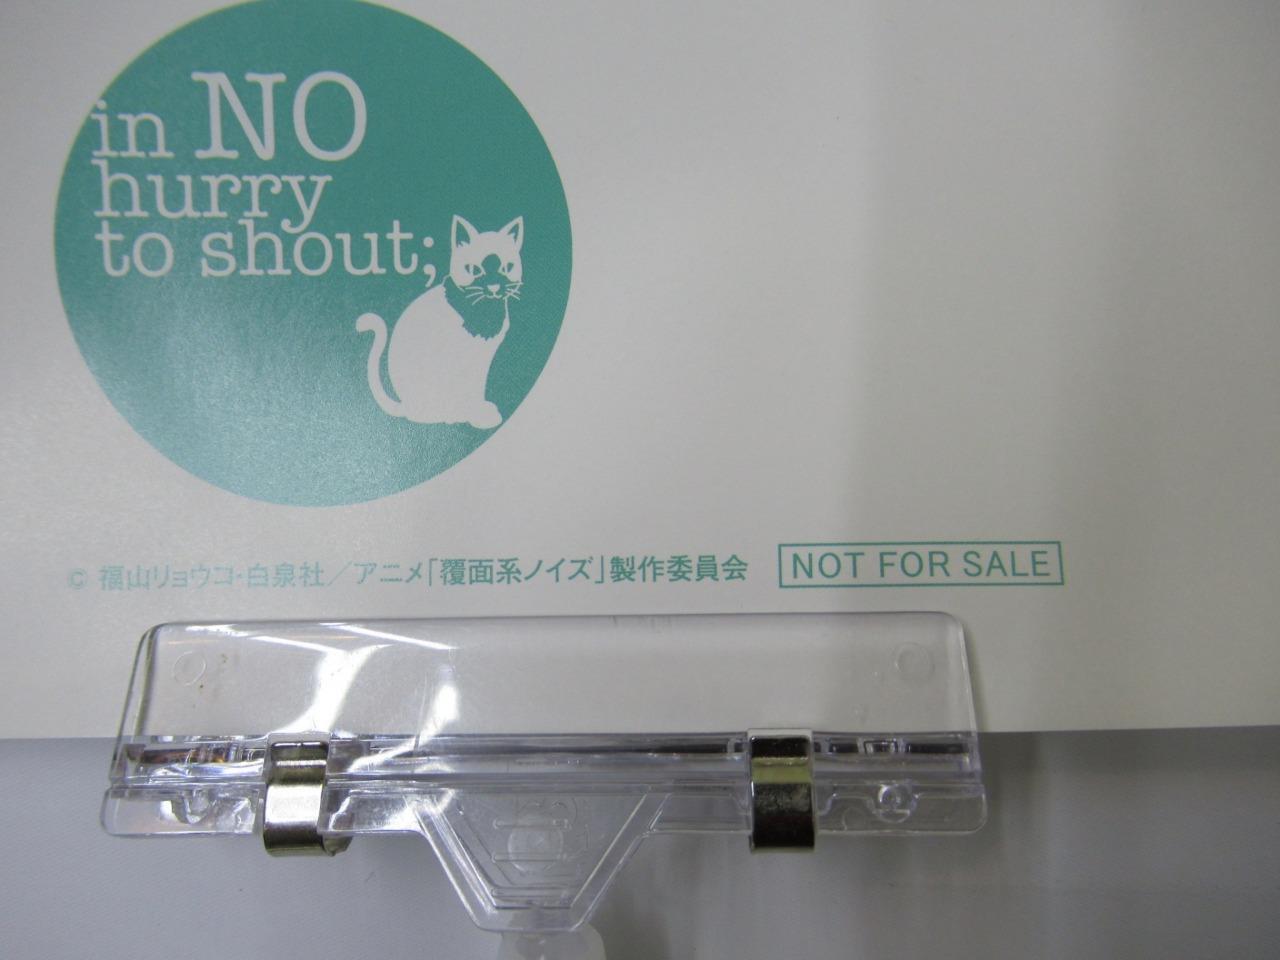 in NO
hurry
to shout;
© 福山リョウコ・白泉社／アニメ「覆面系ノイズ」製作委員会
NOT FOR SALE